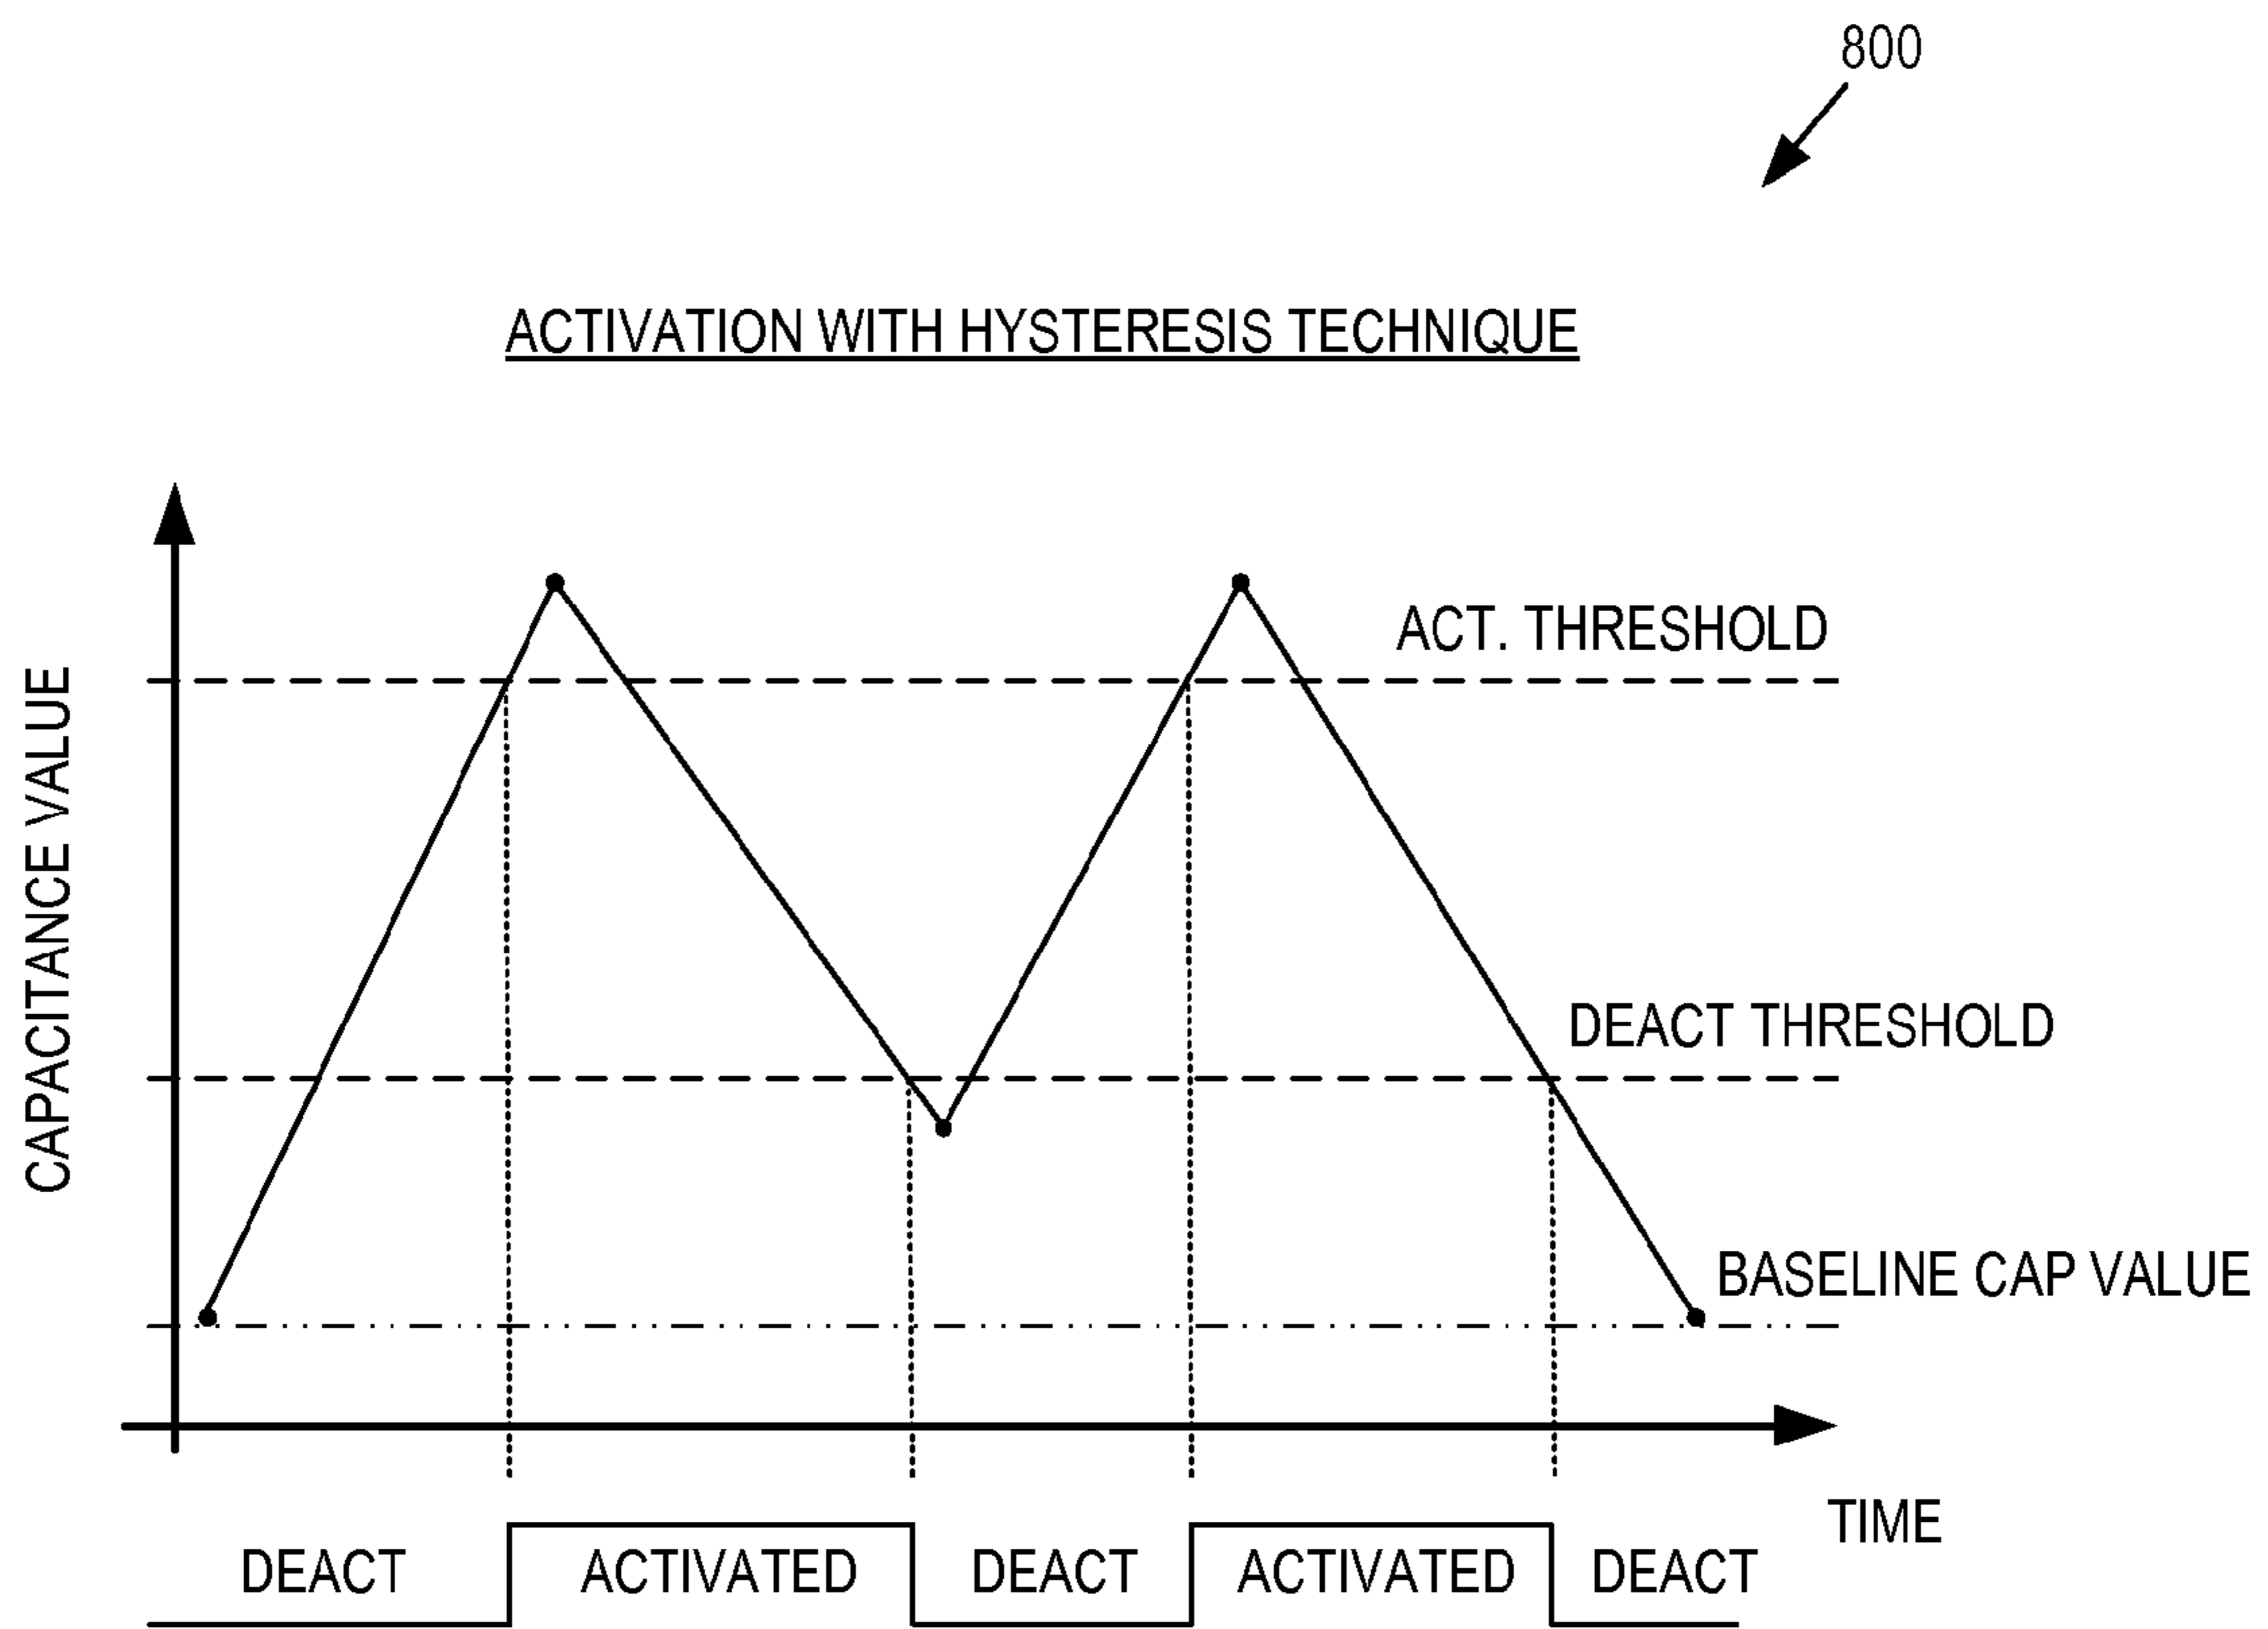 800
ACTIVATION WITH HYSTERESIS TECHNIQUE
CAPACITANCE VALUE
ACT. THRESHOLD
DEACT THRESHOLD
BASELINE CAP VALUE
TIME
DEACT ACTIVATED DEACT ACTIVATED DEACT